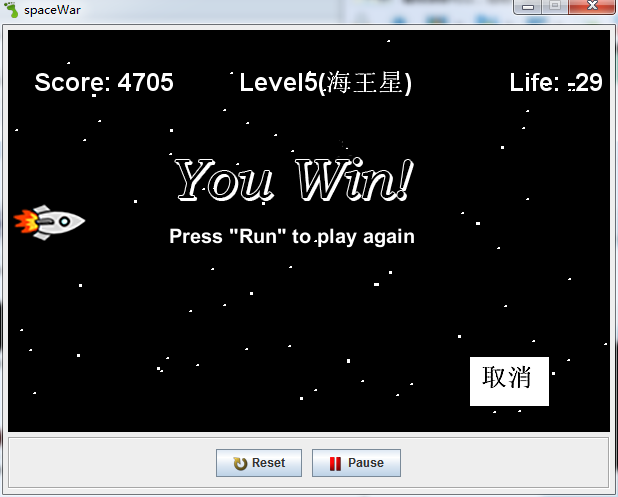 spaceWar
Score: 4705 Level5(海王星) Life: -29
You Win!
Press "Run" to play again
取消
Reset Pause